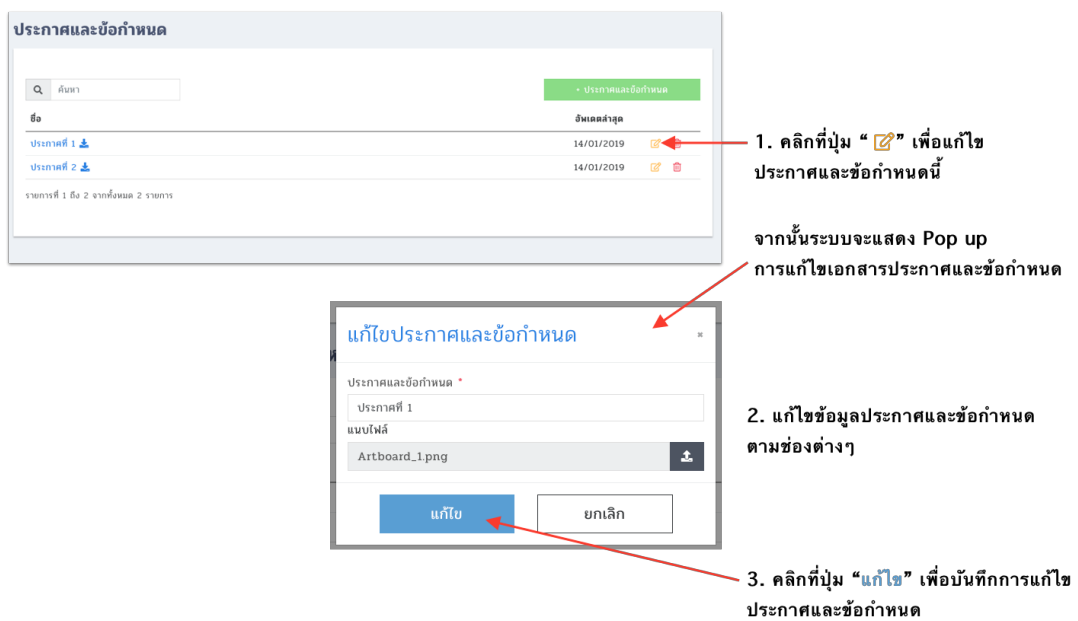 ประกาศและข้อกำหนด
ค้นหา
+ ประกาศและข้อกำหนด
ชื่อ อัพเดตล่าสุด
ประกาศที่ 1 14/01/2019
ประกาศที่ 2 14/01/2019
รายการที่ 1 ถึง 2 จากทั้งหมด 2 รายการ
1. คลิกที่ปุ่ม “ ” เพื่อแก้ไข
ประกาศและข้อกำหนดนี้
จากนั้นระบบจะแสดง Pop up
การแก้ไขเอกสารประกาศและข้อกำหนด
แก้ไขประกาศและข้อกำหนด ×
ประกาศและข้อกำหนด *
ประกาศที่ 1
แนบไฟล์
Artboard_1.png
แก้ไข ยกเลิก
2. แก้ไขข้อมูลประกาศและข้อกำหนด
ตามช่องต่างๆ
3. คลิกที่ปุ่ม “แก้ไข” เพื่อบันทึกการแก้ไข
ประกาศและข้อกำหนด